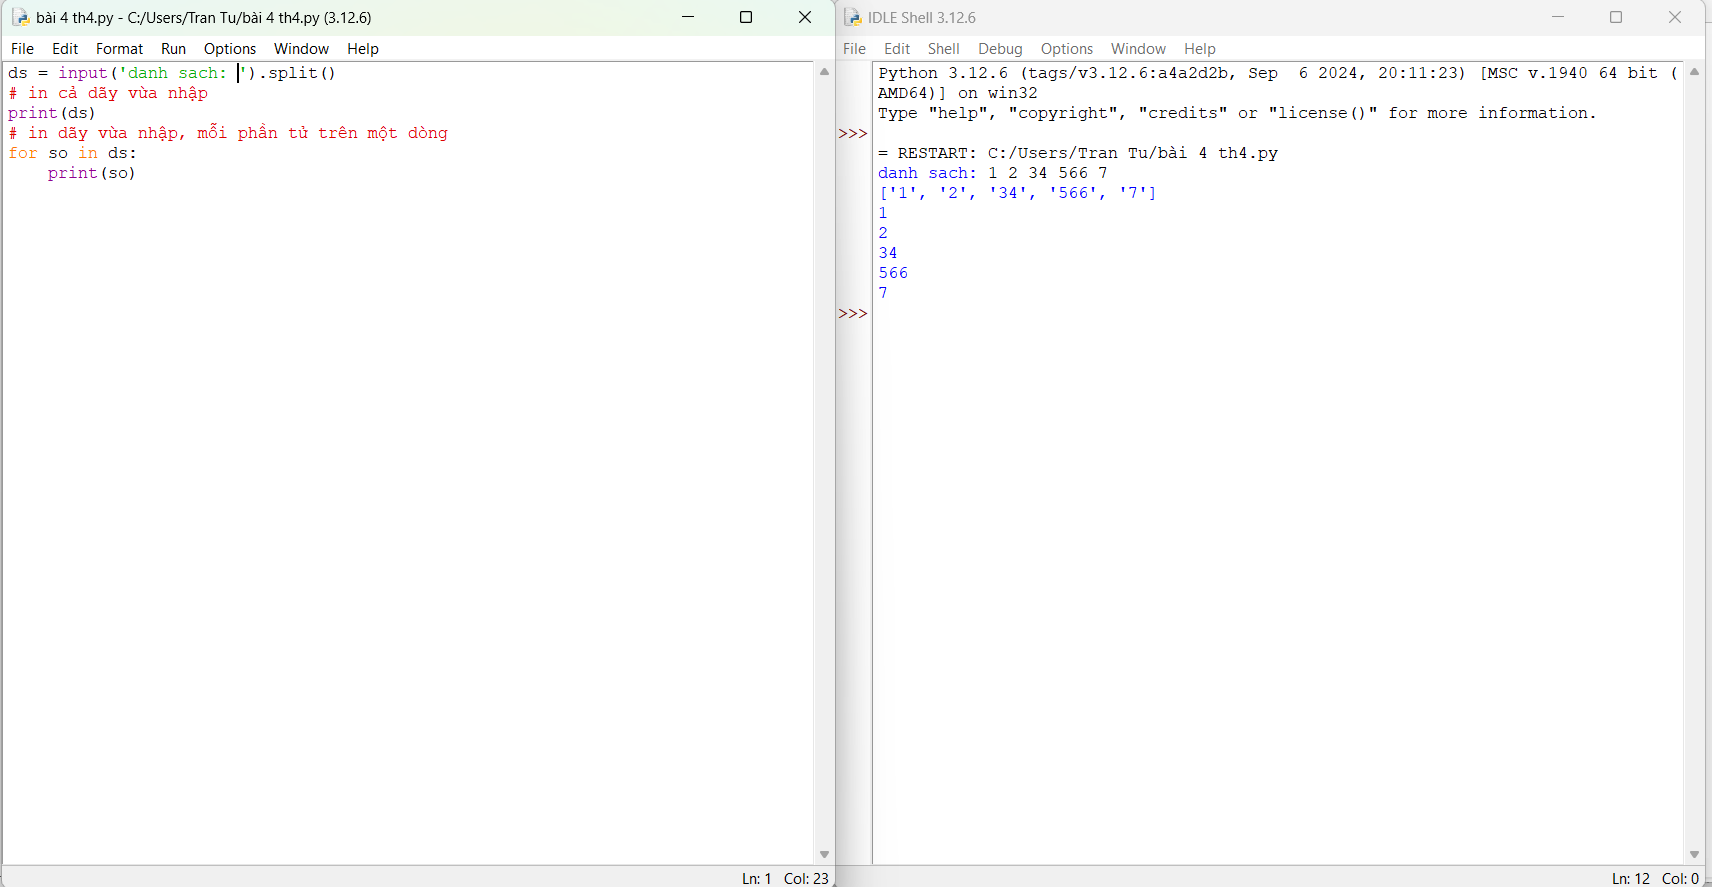 bài 4 th4.py - C:/Users/Tran Tu/bài 4 th4.py (3.12.6)
File Edit Format Run Options Window Help
ds = input('danh sach: ').split()
# in cả dãy vừa nhập
print(ds)
# in dãy vừa nhập, mỗi phần tử trên một dòng
for so in ds:
    print(so)
Ln: 1 Col: 23
IDLE Shell 3.12.6
File Edit Shell Debug Options Window Help
Python 3.12.6 (tags/v3.12.6:a4a2d2b, Sep  6 2024, 20:11:23) [MSC v.1940 64 bit (
AMD64)] on win32
Type "help", "copyright", "credits" or "license()" for more information.
>>>
= RESTART: C:/Users/Tran Tu/bài 4 th4.py
danh sach: 1 2 34 566 7
['1', '2', '34', '566', '7']
1
2
34
566
7
>>>
Ln: 12 Col: 0